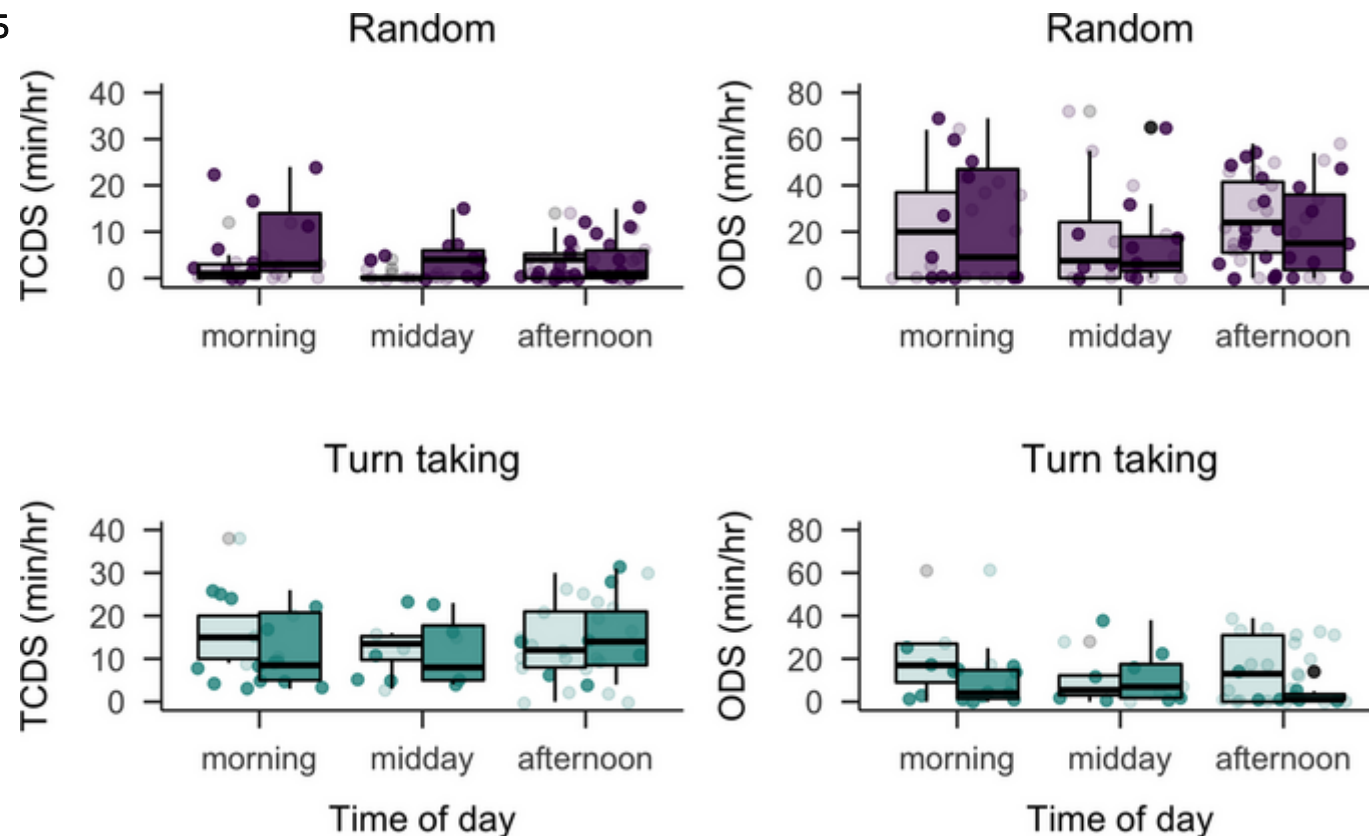 5
Random
TCDS (min/hr)
40
30
20
10
0
morning midday afternoon
Random
ODS (min/hr)
80
60
40
20
0
morning midday afternoon
Turn taking
TCDS (min/hr)
40
30
20
10
0
morning midday afternoon
Time of day
Turn taking
ODS (min/hr)
80
60
40
20
0
morning midday afternoon
Time of day